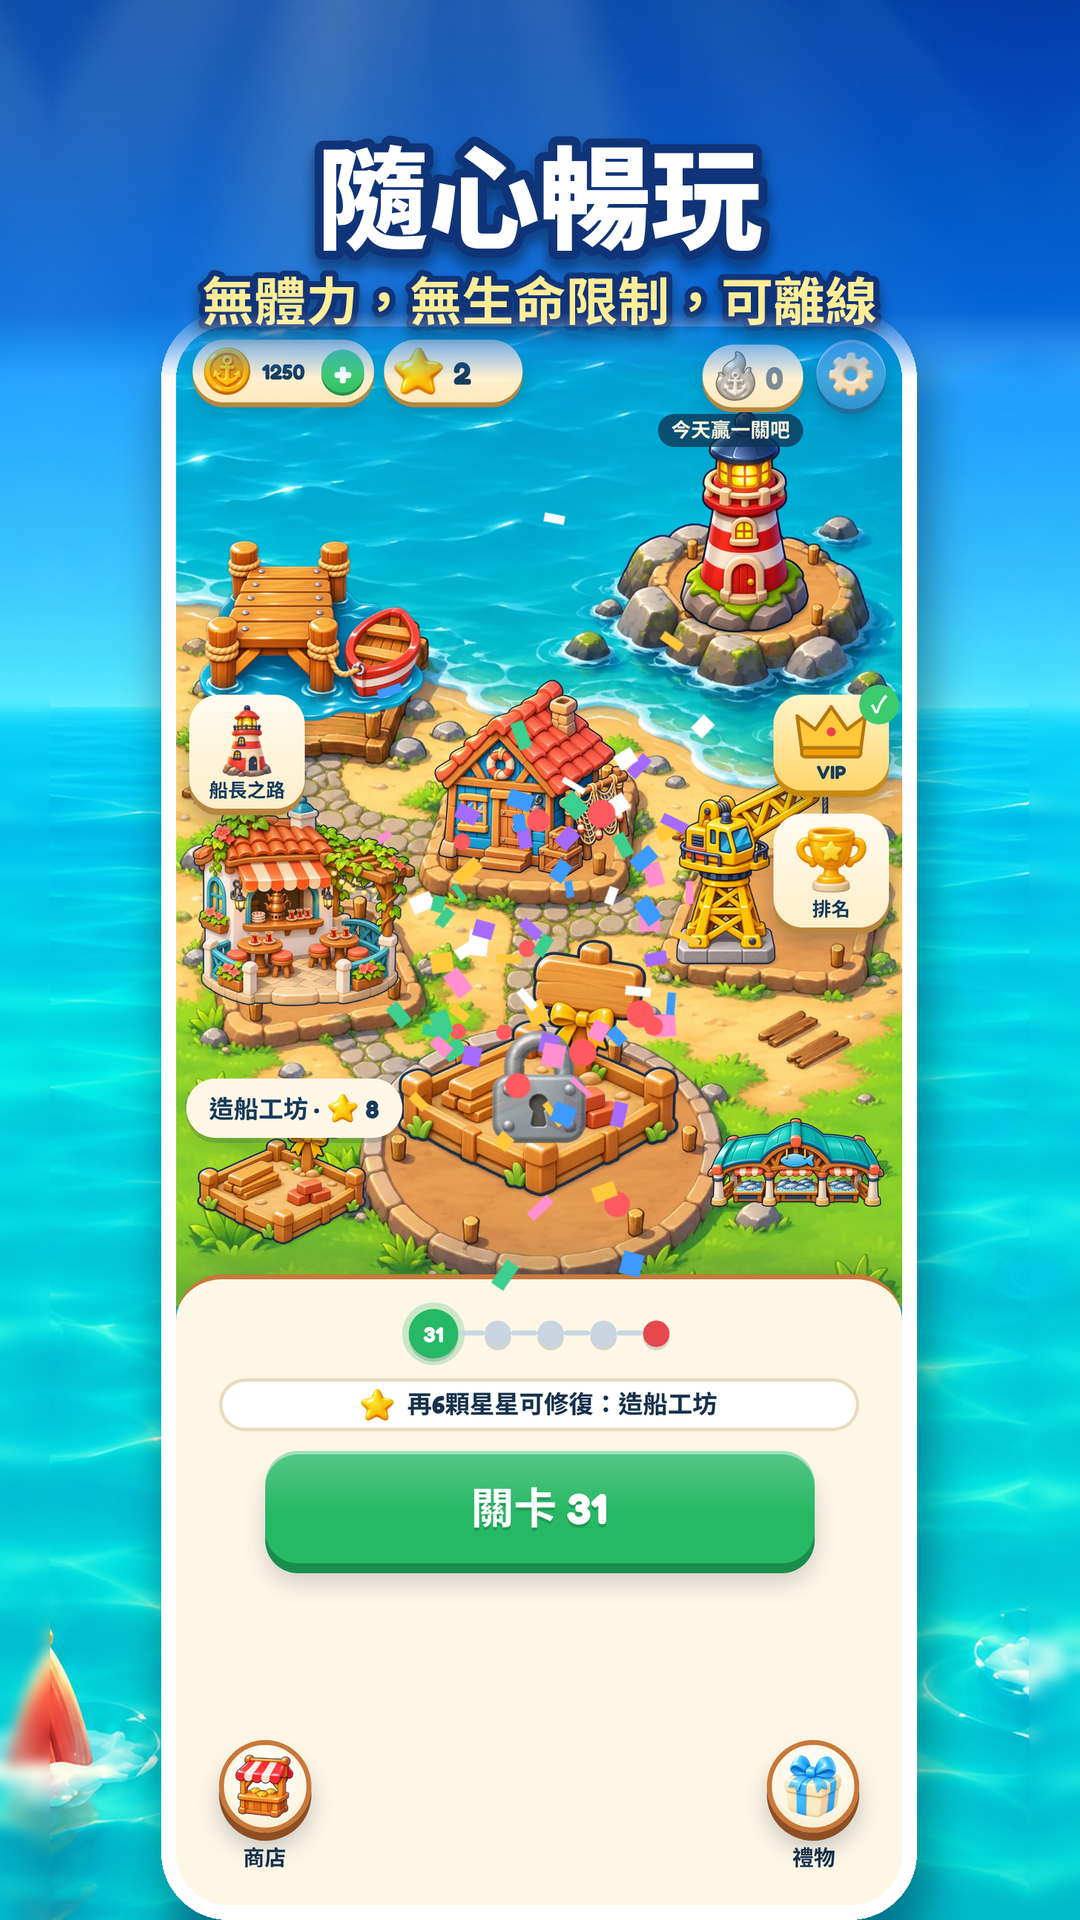 隨心暢玩
無體力，無生命限制，可離線
1250
2
0
今天贏一關吧
船長之路
VIP
排名
造船工坊 · 8
31
再6顆星星可修復：造船工坊
關卡 31
商店
禮物